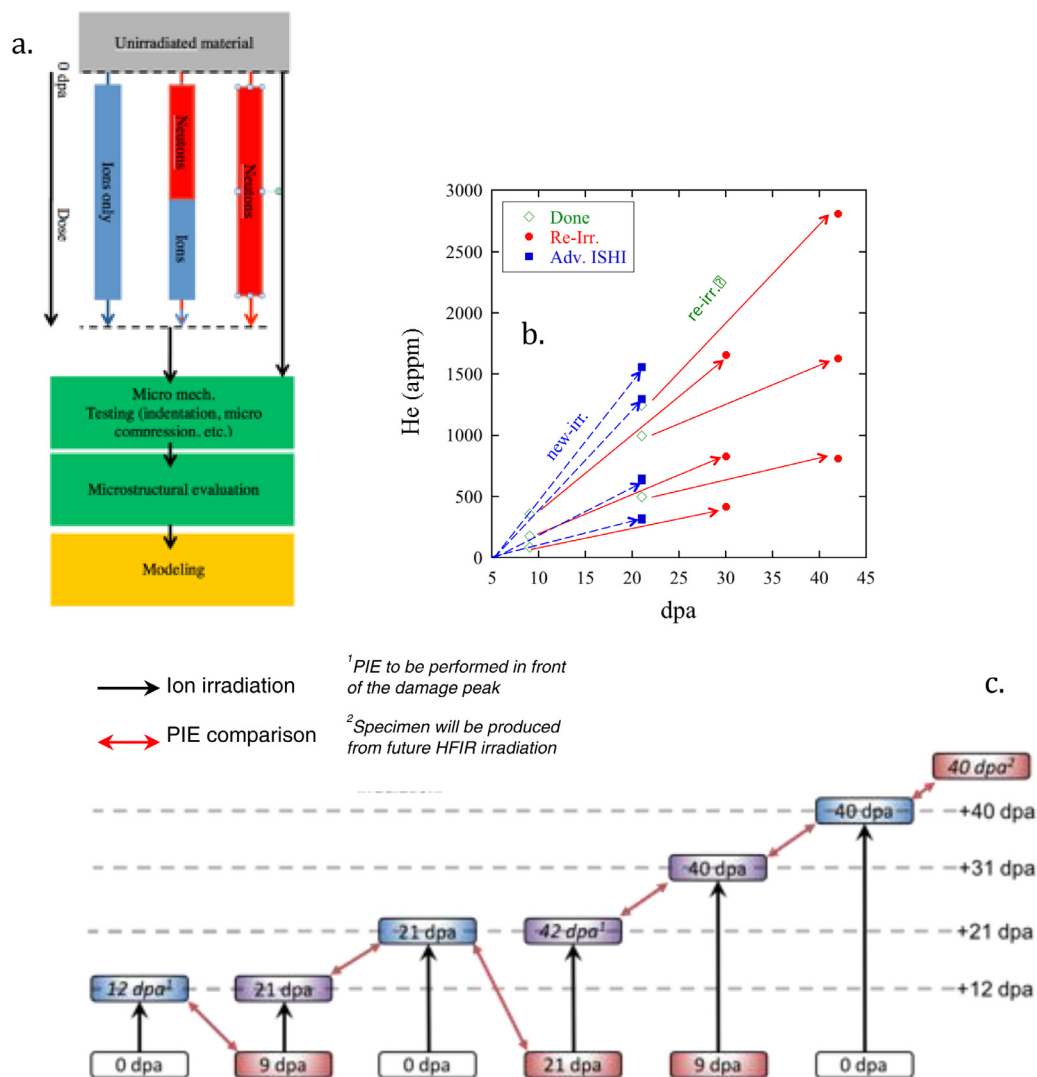 a.
Unirradiated material
0 dpa
Dose
Ions only
Neutons
Ions
Neutons
Micro mech.
Testing (indentation, micro
compression, etc.)
Microstructural evaluation
Modeling
b.
He (appm)
3000
2500
2000
1500
1000
500
0
Done
Re-Irr.
Adv. ISHI
re-irr.
new-irr.
5 10 15 20 25 30 35 40 45
dpa
c.
Ion irradiation
PIE comparison
¹PIE to be performed in front
of the damage peak
²Specimen will be produced
from future HFIR irradiation
40 dpa²
40 dpa
+40 dpa
40 dpa
+31 dpa
21 dpa
42 dpa¹
+21 dpa
12 dpa¹
21 dpa
+12 dpa
0 dpa
9 dpa
0 dpa
21 dpa
9 dpa
0 dpa